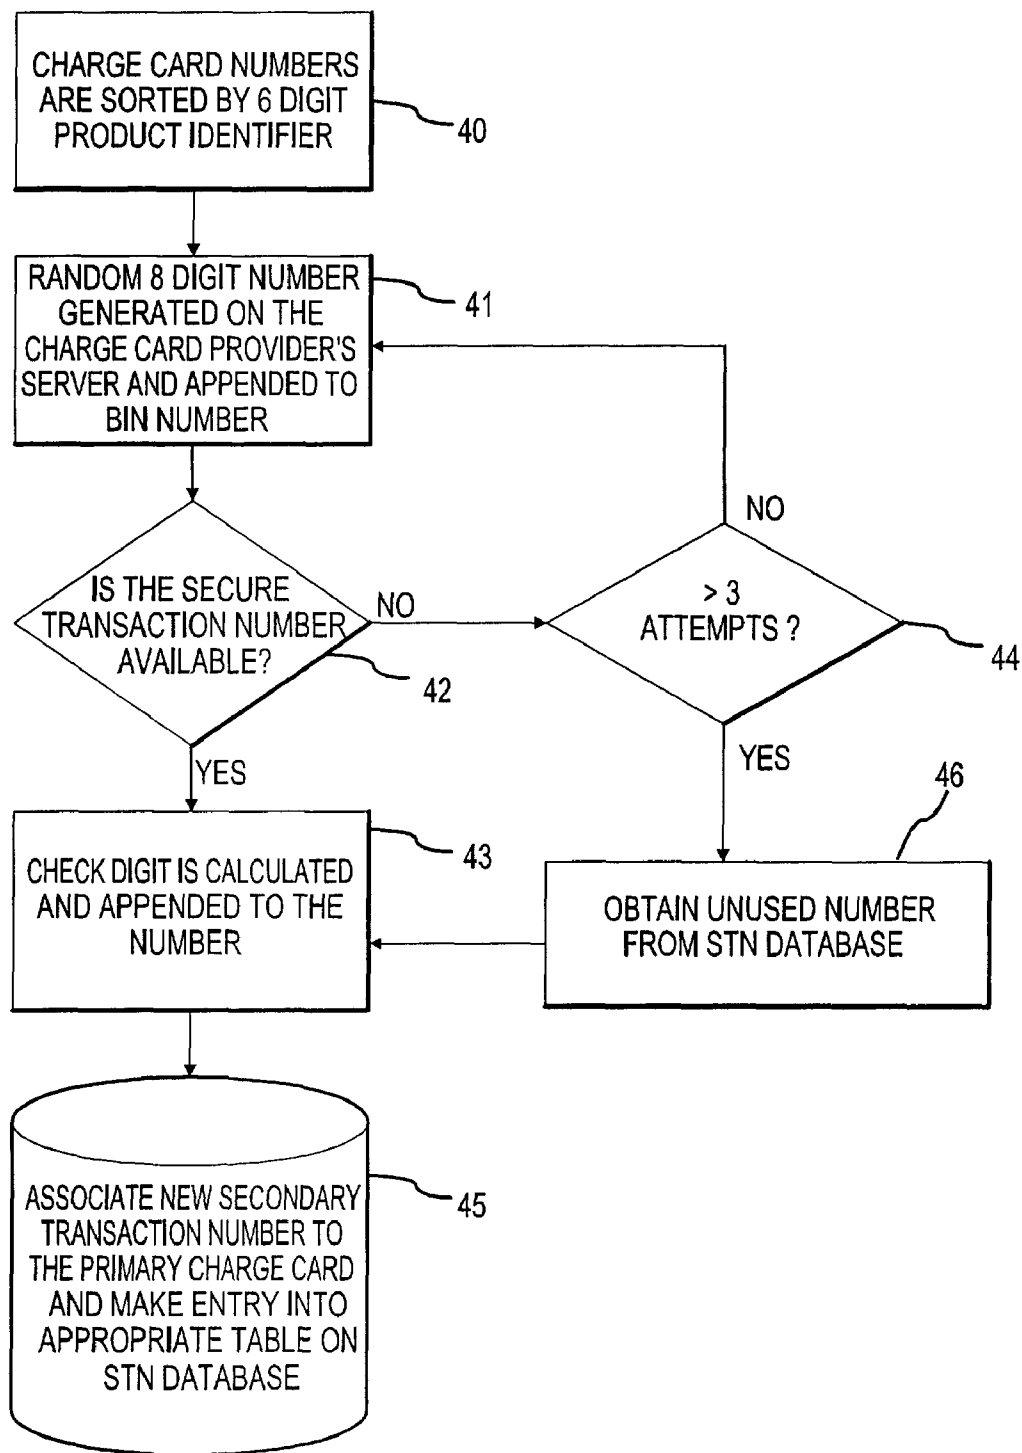 CHARGE CARD NUMBERS
ARE SORTED BY 6 DIGIT
PRODUCT IDENTIFIER
40
RANDOM 8 DIGIT NUMBER
GENERATED ON THE
CHARGE CARD PROVIDER'S
SERVER AND APPENDED TO
BIN NUMBER
41
IS THE SECURE
TRANSACTION NUMBER
AVAILABLE?
NO
42
YES
> 3
ATTEMPTS ?
NO
44
YES
CHECK DIGIT IS CALCULATED
AND APPENDED TO THE
NUMBER
43
46
OBTAIN UNUSED NUMBER
FROM STN DATABASE
ASSOCIATE NEW SECONDARY
TRANSACTION NUMBER TO
THE PRIMARY CHARGE CARD
AND MAKE ENTRY INTO
APPROPRIATE TABLE ON
STN DATABASE
45